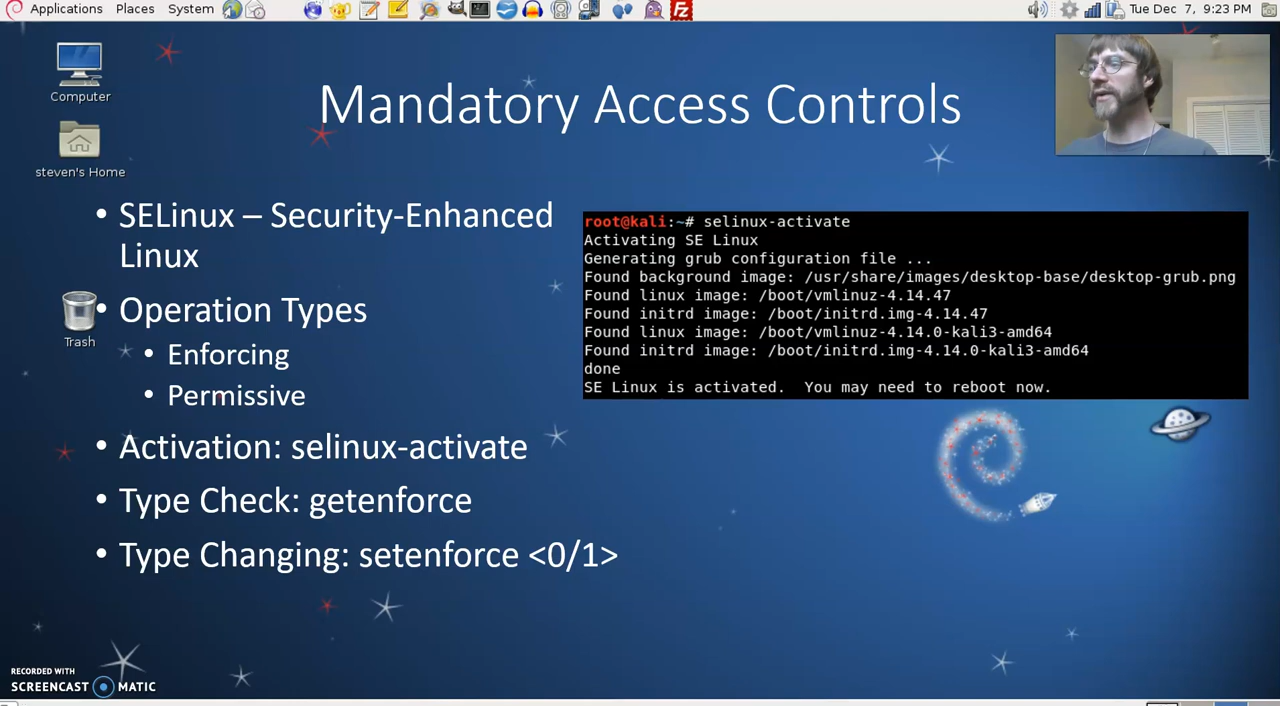 Applications Places System
Tue Dec 7, 9:23 PM
Computer
steven's Home
Trash
Mandatory Access Controls
• SELinux – Security-Enhanced
Linux
• Operation Types
• Enforcing
• Permissive
• Activation: selinux-activate
• Type Check: getenforce
• Type Changing: setenforce <0/1>
root@kali:~# selinux-activate
Activating SE Linux
Generating grub configuration file ...
Found background image: /usr/share/images/desktop-base/desktop-grub.png
Found linux image: /boot/vmlinuz-4.14.47
Found initrd image: /boot/initrd.img-4.14.47
Found linux image: /boot/vmlinuz-4.14.0-kali3-amd64
Found initrd image: /boot/initrd.img-4.14.0-kali3-amd64
done
SE Linux is activated.  You may need to reboot now.
RECORDED WITH
SCREENCAST MATIC